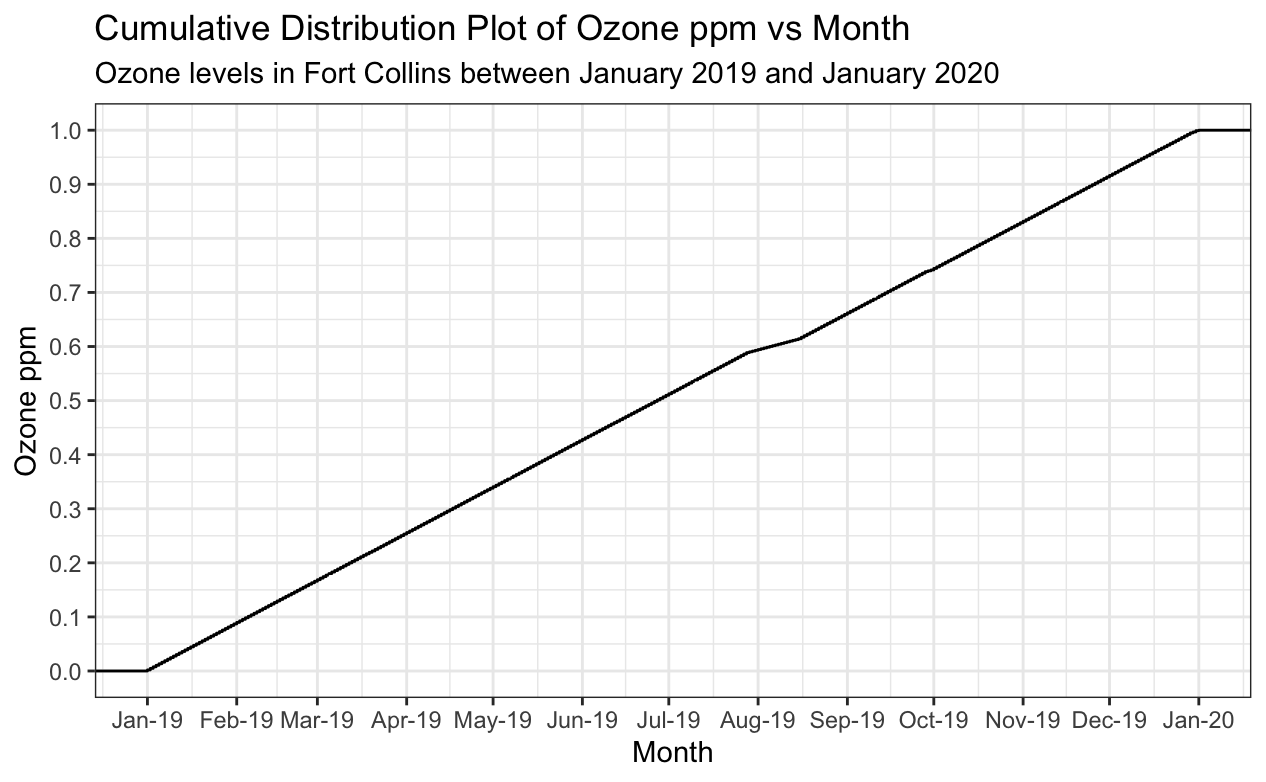 Cumulative Distribution Plot of Ozone ppm vs Month
Ozone levels in Fort Collins between January 2019 and January 2020
1.0
0.9
0.8
0.7
0.6
0.5
0.4
0.3
0.2
0.1
0.0
Ozone ppm
Jan-19 Feb-19 Mar-19 Apr-19 May-19 Jun-19 Jul-19 Aug-19 Sep-19 Oct-19 Nov-19 Dec-19 Jan-20
Month